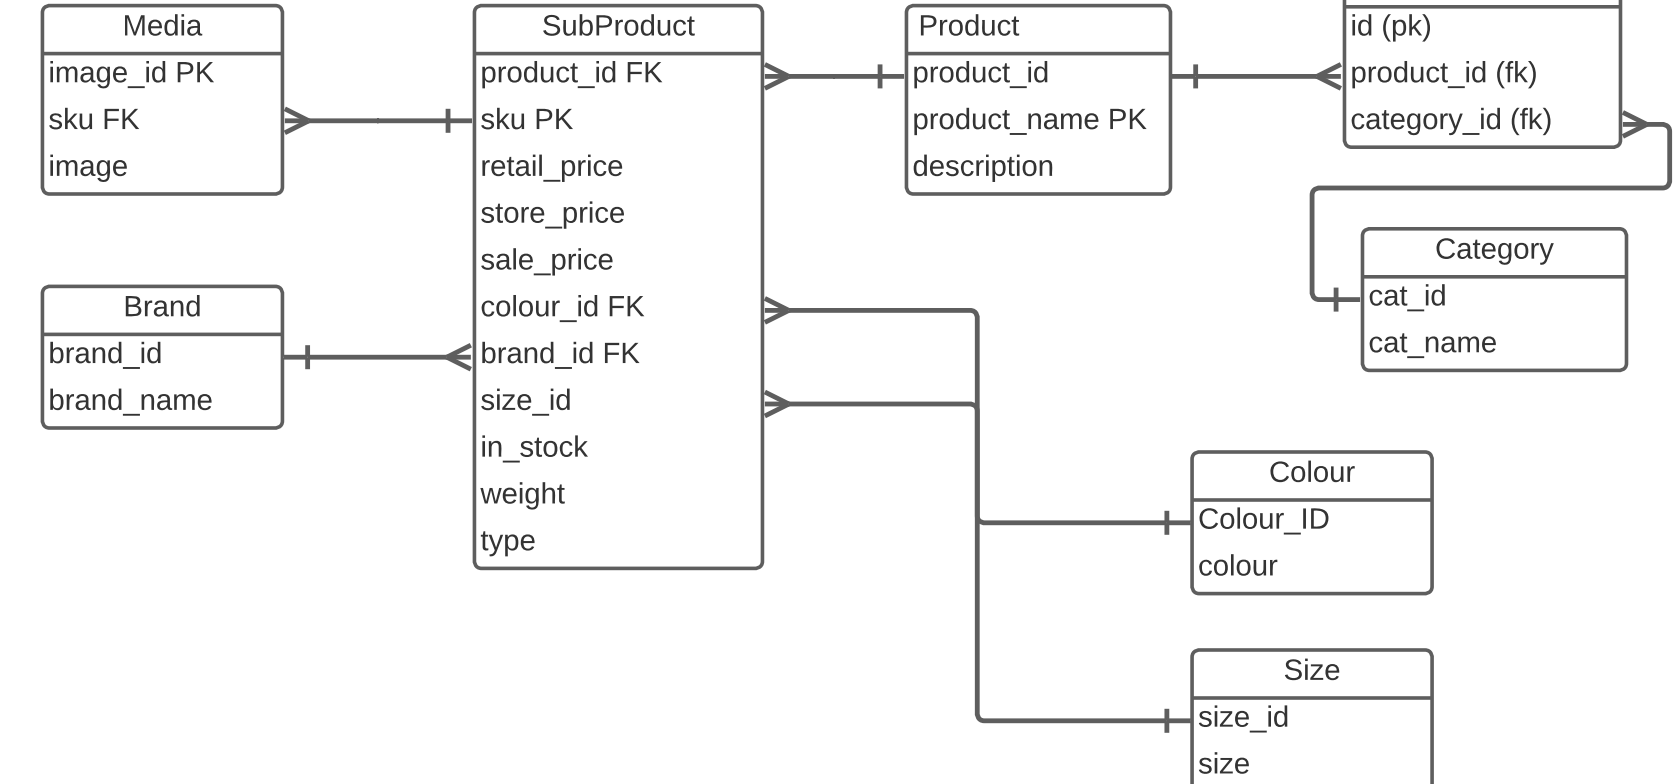 Media
image_id PK
sku FK
image
SubProduct
product_id FK
sku PK
retail_price
store_price
sale_price
colour_id FK
brand_id FK
size_id
in_stock
weight
type
Product
product_id
product_name PK
description
id (pk)
product_id (fk)
category_id (fk)
Category
cat_id
cat_name
Brand
brand_id
brand_name
Colour
Colour_ID
colour
Size
size_id
size